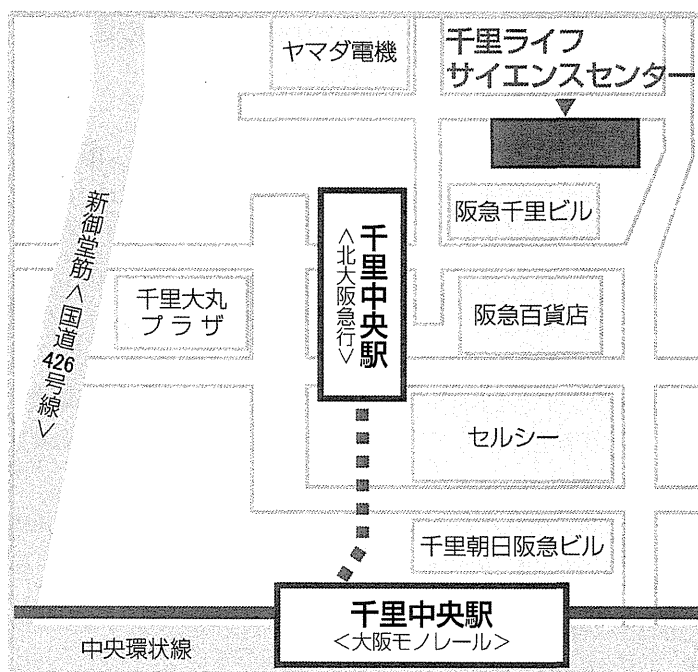 ヤマダ電機
千里ライフ
サイエンスセンター
阪急千里ビル
新御堂筋〈国道426号線〉
千里中央駅
〈北大阪急行〉
千里大丸
プラザ
阪急百貨店
セルシー
千里朝日阪急ビル
千里中央駅
<大阪モノレール>
中央環状線